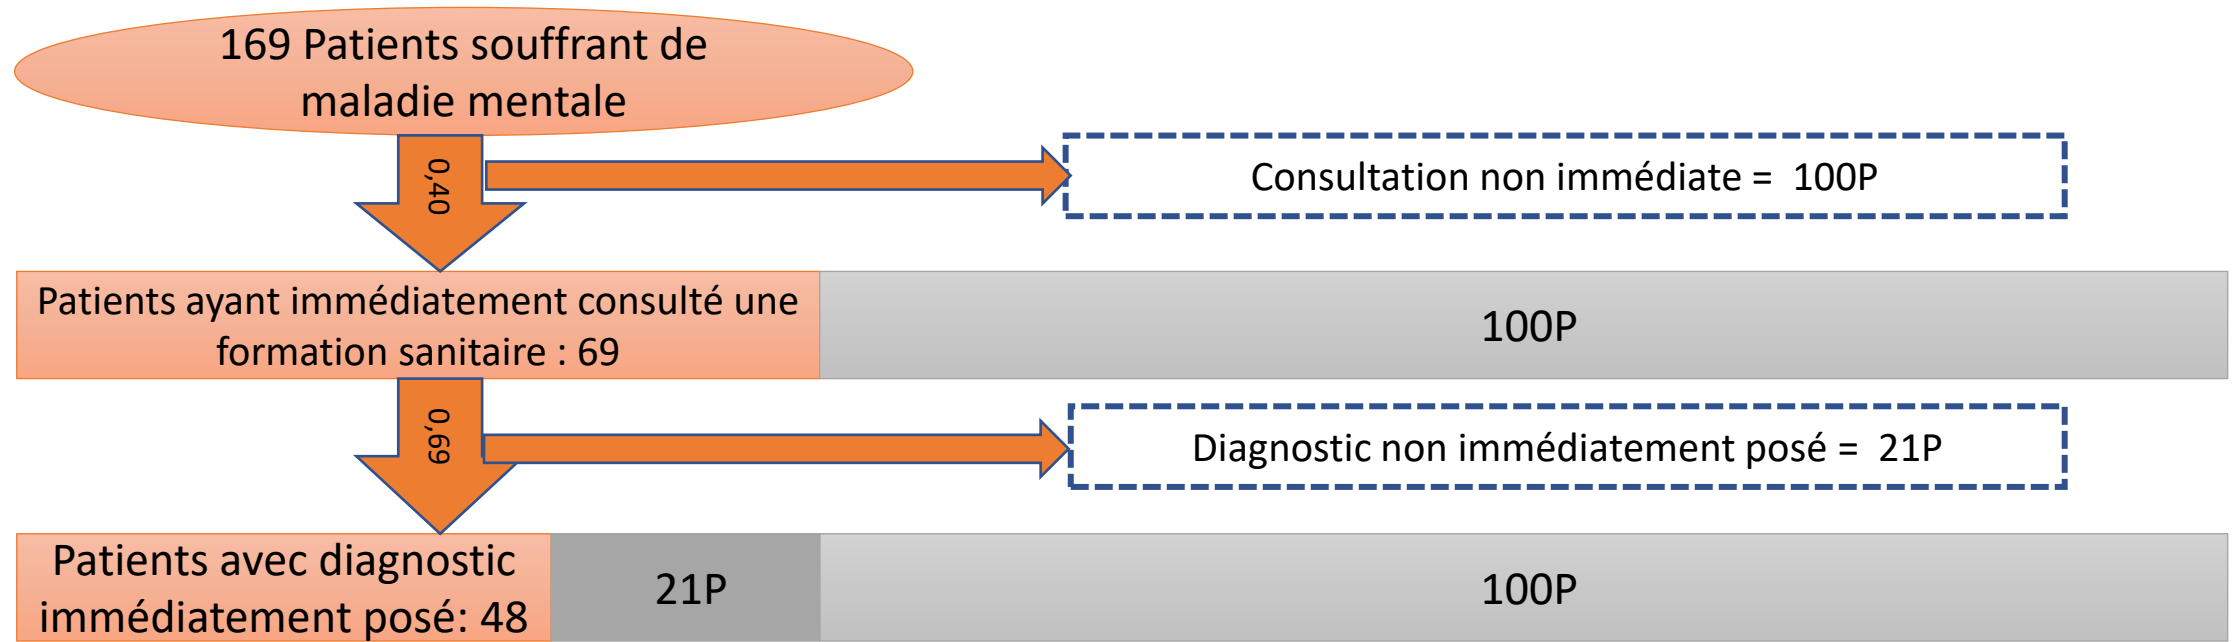 169 Patients souffrant de
maladie mentale
0,40
Consultation non immédiate =  100P
Patients ayant immédiatement consulté une
formation sanitaire : 69
100P
0,69
Diagnostic non immédiatement posé =  21P
Patients avec diagnostic
immédiatement posé: 48
21P
100P